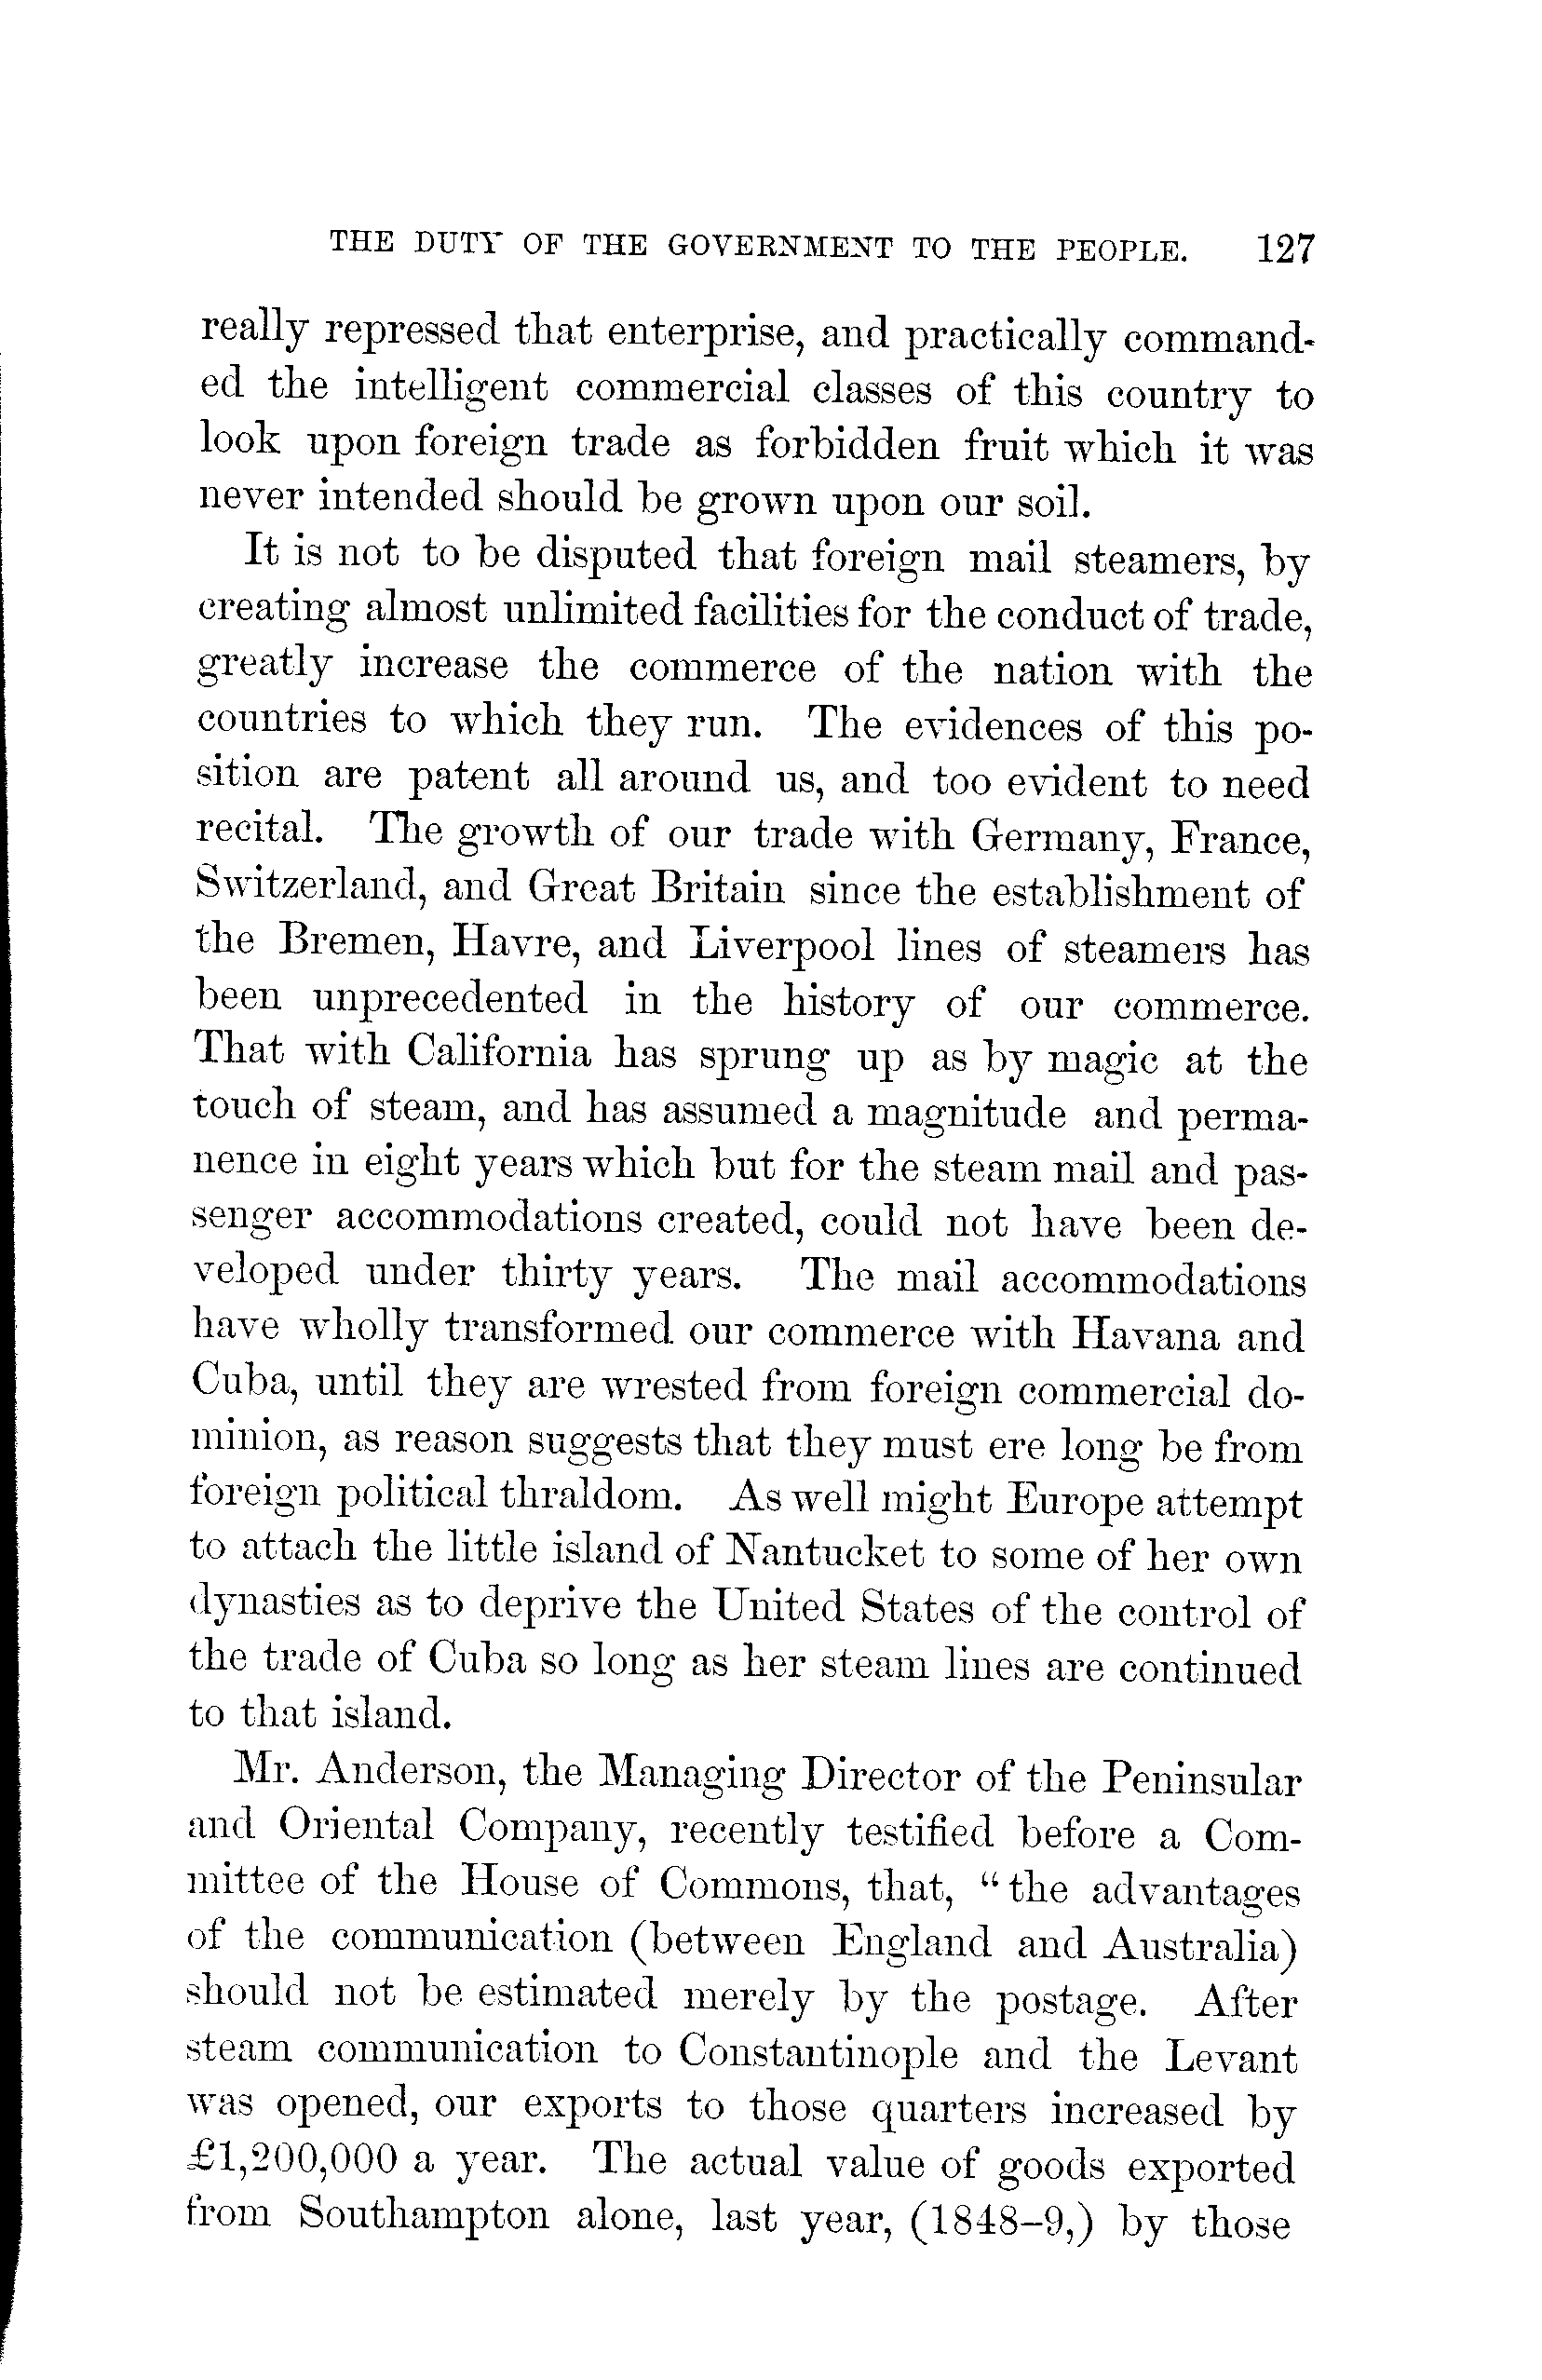 THE DUTY OF THE GOVERNMENT TO THE PEOPLE. 127
really repressed that enterprise, and practically command-
ed the intelligent commercial classes of this country to
look upon foreign trade as forbidden fruit which it was
never intended should be grown upon our soil.
It is not to be disputed that foreign mail steamers, by
creating almost unlimited facilities for the conduct of trade,
greatly increase the commerce of the nation with the
countries to which they run. The evidences of this po-
sition are patent all around us, and too evident to need
recital. The growth of our trade with Germany, France,
Switzerland, and Great Britain since the establishment of
the Bremen, Havre, and Liverpool lines of steamers has
been unprecedented in the history of our commerce.
That with California has sprung up as by magic at the
touch of steam, and has assumed a magnitude and perma-
nence in eight years which but for the steam mail and pas-
senger accommodations created, could not have been de-
veloped under thirty years. The mail accommodations
have wholly transformed our commerce with Havana and
Cuba, until they are wrested from foreign commercial do-
minion, as reason suggests that they must ere long be from
foreign political thraldom. As well might Europe attempt
to attach the little island of Nantucket to some of her own
dynasties as to deprive the United States of the control of
the trade of Cuba so long as her steam lines are continued
to that island.
Mr. Anderson, the Managing Director of the Peninsular
and Oriental Company, recently testified before a Com-
mittee of the House of Commons, that, "the advantages
of the communication (between England and Australia)
should not be estimated merely by the postage. After
steam communication to Constantinople and the Levant
was opened, our exports to those quarters increased by
£1,200,000 a year. The actual value of goods exported
from Southampton alone, last year, (1848–9,) by those